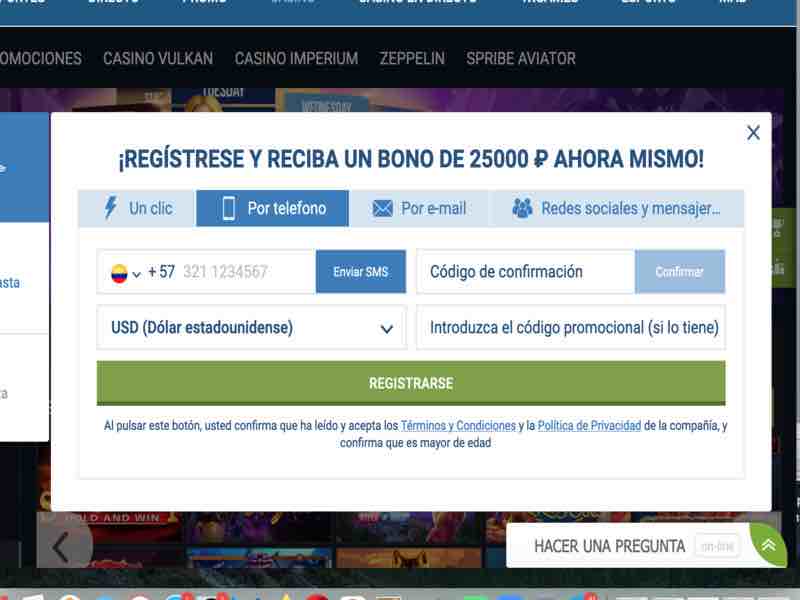 PROMO
CASINO EN DIRECTO
OMOCIONES CASINO VULKAN CASINO IMPERIUM ZEPPELIN SPRIBE AVIATOR
TUESDAY
WEDNESDAY
¡REGÍSTRESE Y RECIBA UN BONO DE 25000 ₽ AHORA MISMO!
Un clic Por telefono Por e-mail Redes sociales y mensajer...
+ 57 321 1234567 Enviar SMS Código de confirmación Confirmar
asta
USD (Dólar estadounidense) Introduzca el código promocional (si lo tiene)
REGISTRARSE
Al pulsar este botón, usted confirma que ha leído y acepta los Términos y Condiciones y la Política de Privacidad de la compañía, y
confirma que es mayor de edad
HOLD AND WIN
HACER UNA PREGUNTA on-line